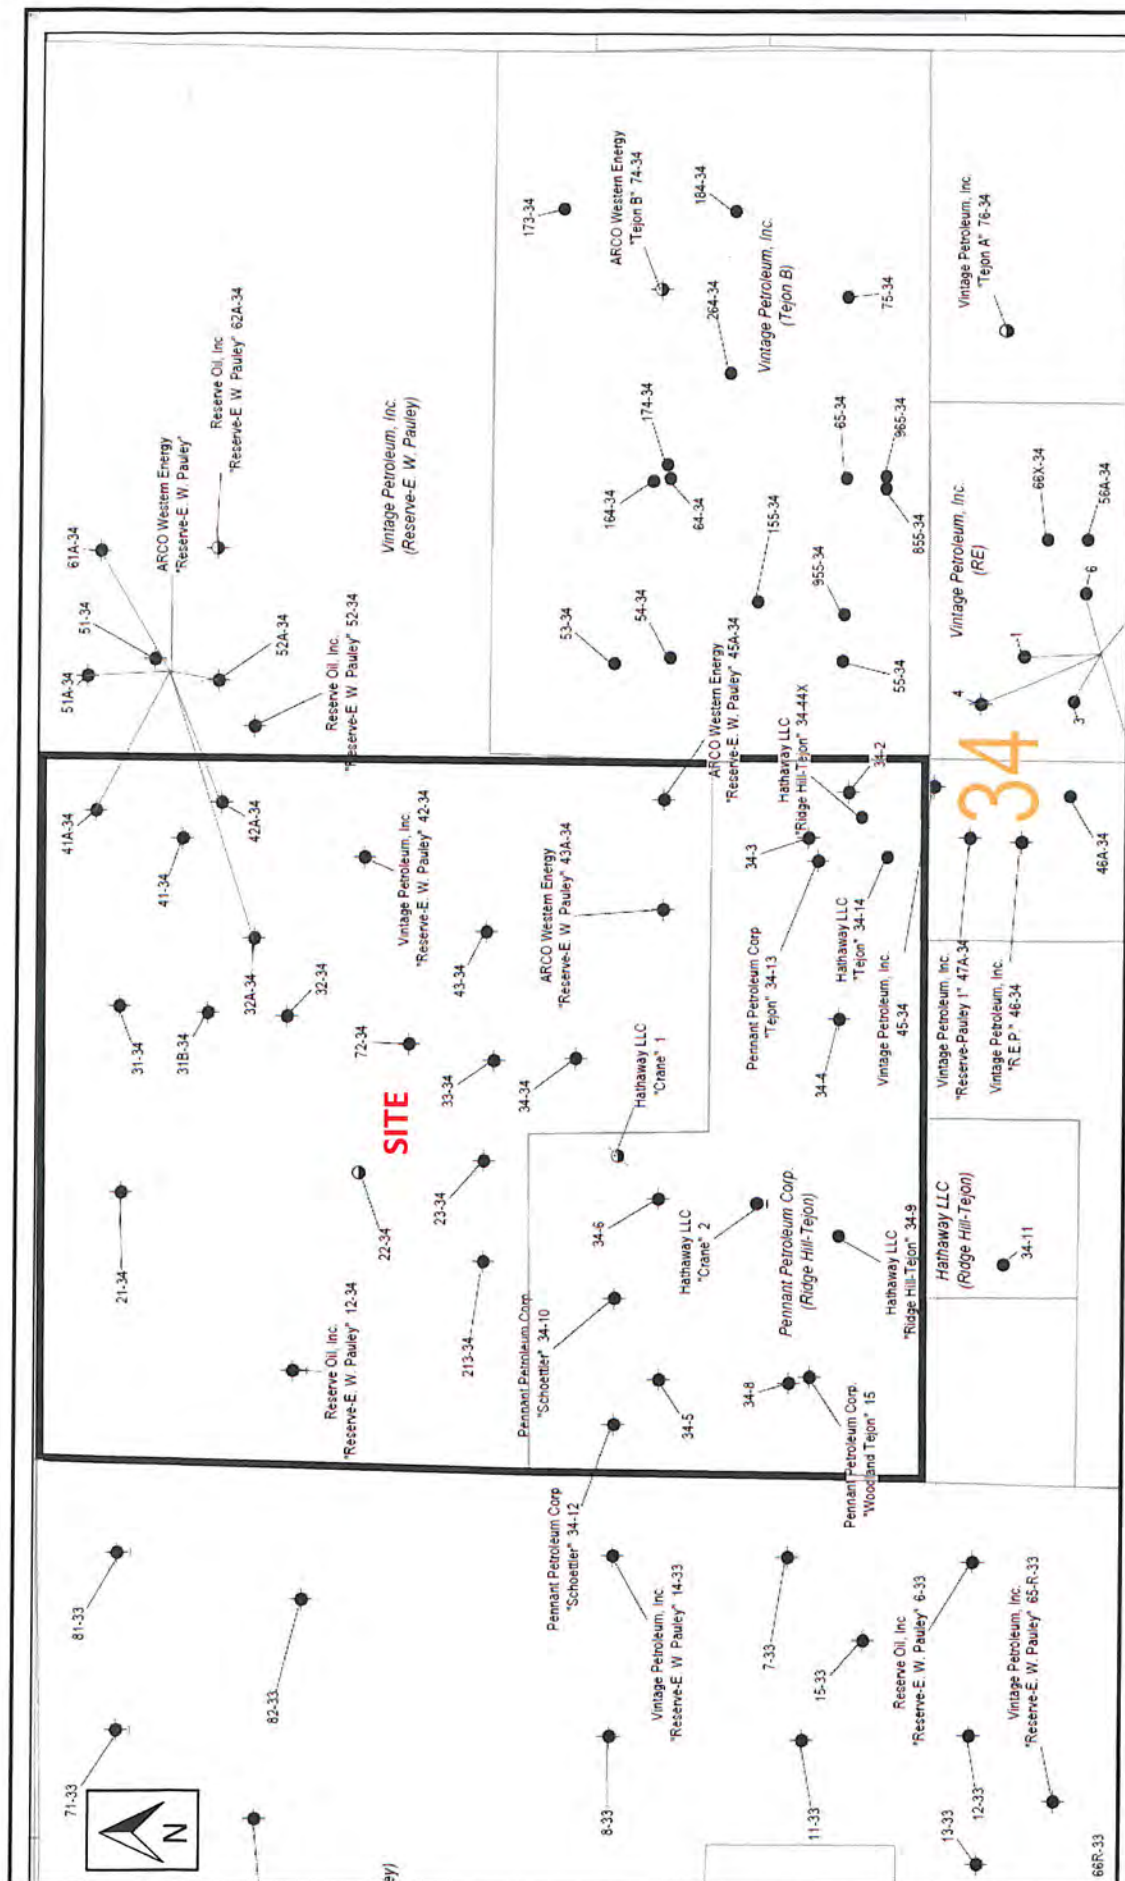 173-34
ARCO Western Energy
"Tejon B" 74-34
184-34
264-34
Vintage Petroleum, Inc.
(Tejon B)
75-34
Vintage Petroleum, Inc.
"Tejon A" 76-34
61A-34
ARCO Western Energy
"Reserve-E. W. Pauley"
Reserve Oil, Inc
"Reserve-E. W. Pauley" 62A-34
Vintage Petroleum, Inc.
(Reserve-E. W. Pauley)
51-34
51A-34
52A-34
Reserve Oil, Inc.
"Reserve-E. W. Pauley" 52-34
174-34
164-34
64-34
155-34
65-34
965-34
855-34
955-34
53-34
54-34
55-34
Vintage Petroleum, Inc.
(RE)
66X-34
56A-34
6
1
4
3
34
46A-34
41A-34
41-34
42A-34
Vintage Petroleum, Inc
"Reserve-E. W. Pauley" 42-34
32A-34
32-34
31-34
31B-34
72-34
43-34
33-34
34-34
ARCO Western Energy
"Reserve-E. W. Pauley" 43A-34
ARCO Western Energy
"Reserve-E. W. Pauley" 45A-34
Hathaway LLC
"Ridge Hill-Tejon" 34-44X
34-2
34-3
Pennant Petroleum Corp
"Tejon" 34-13
Hathaway LLC
"Tejon" 34-14
34-4
Vintage Petroleum, Inc.
45-34
Vintage Petroleum, Inc.
"Reserve-Pauley 1" 47A-34
Vintage Petroleum, Inc.
"R.E.P." 46-34
SITE
21-34
22-34
23-34
213-34
Reserve Oil, Inc.
"Reserve-E. W. Pauley" 12-34
Hathaway LLC
"Crane" 1
34-6
Hathaway LLC
"Crane" 2
Pennant Petroleum Corp.
"Schoettler" 34-10
34-5
34-8
Pennant Petroleum Corp.
(Ridge Hill-Tejon)
Hathaway LLC
"Ridge Hill-Tejon" 34-9
Hathaway LLC
(Ridge Hill-Tejon)
34-11
Pennant Petroleum Corp.
"Wood and Tejon" 15
Pennant Petroleum Corp
"Schoettler" 34-12
81-33
82-33
71-33
Vintage Petroleum, Inc
"Reserve-E. W. Pauley" 14-33
8-33
7-33
15-33
11-33
Reserve Oil, Inc
"Reserve-E. W. Pauley" 6-33
Vintage Petroleum, Inc.
"Reserve-E. W. Pauley" 65-R-33
12-33
13-33
66R-33
N
ey)